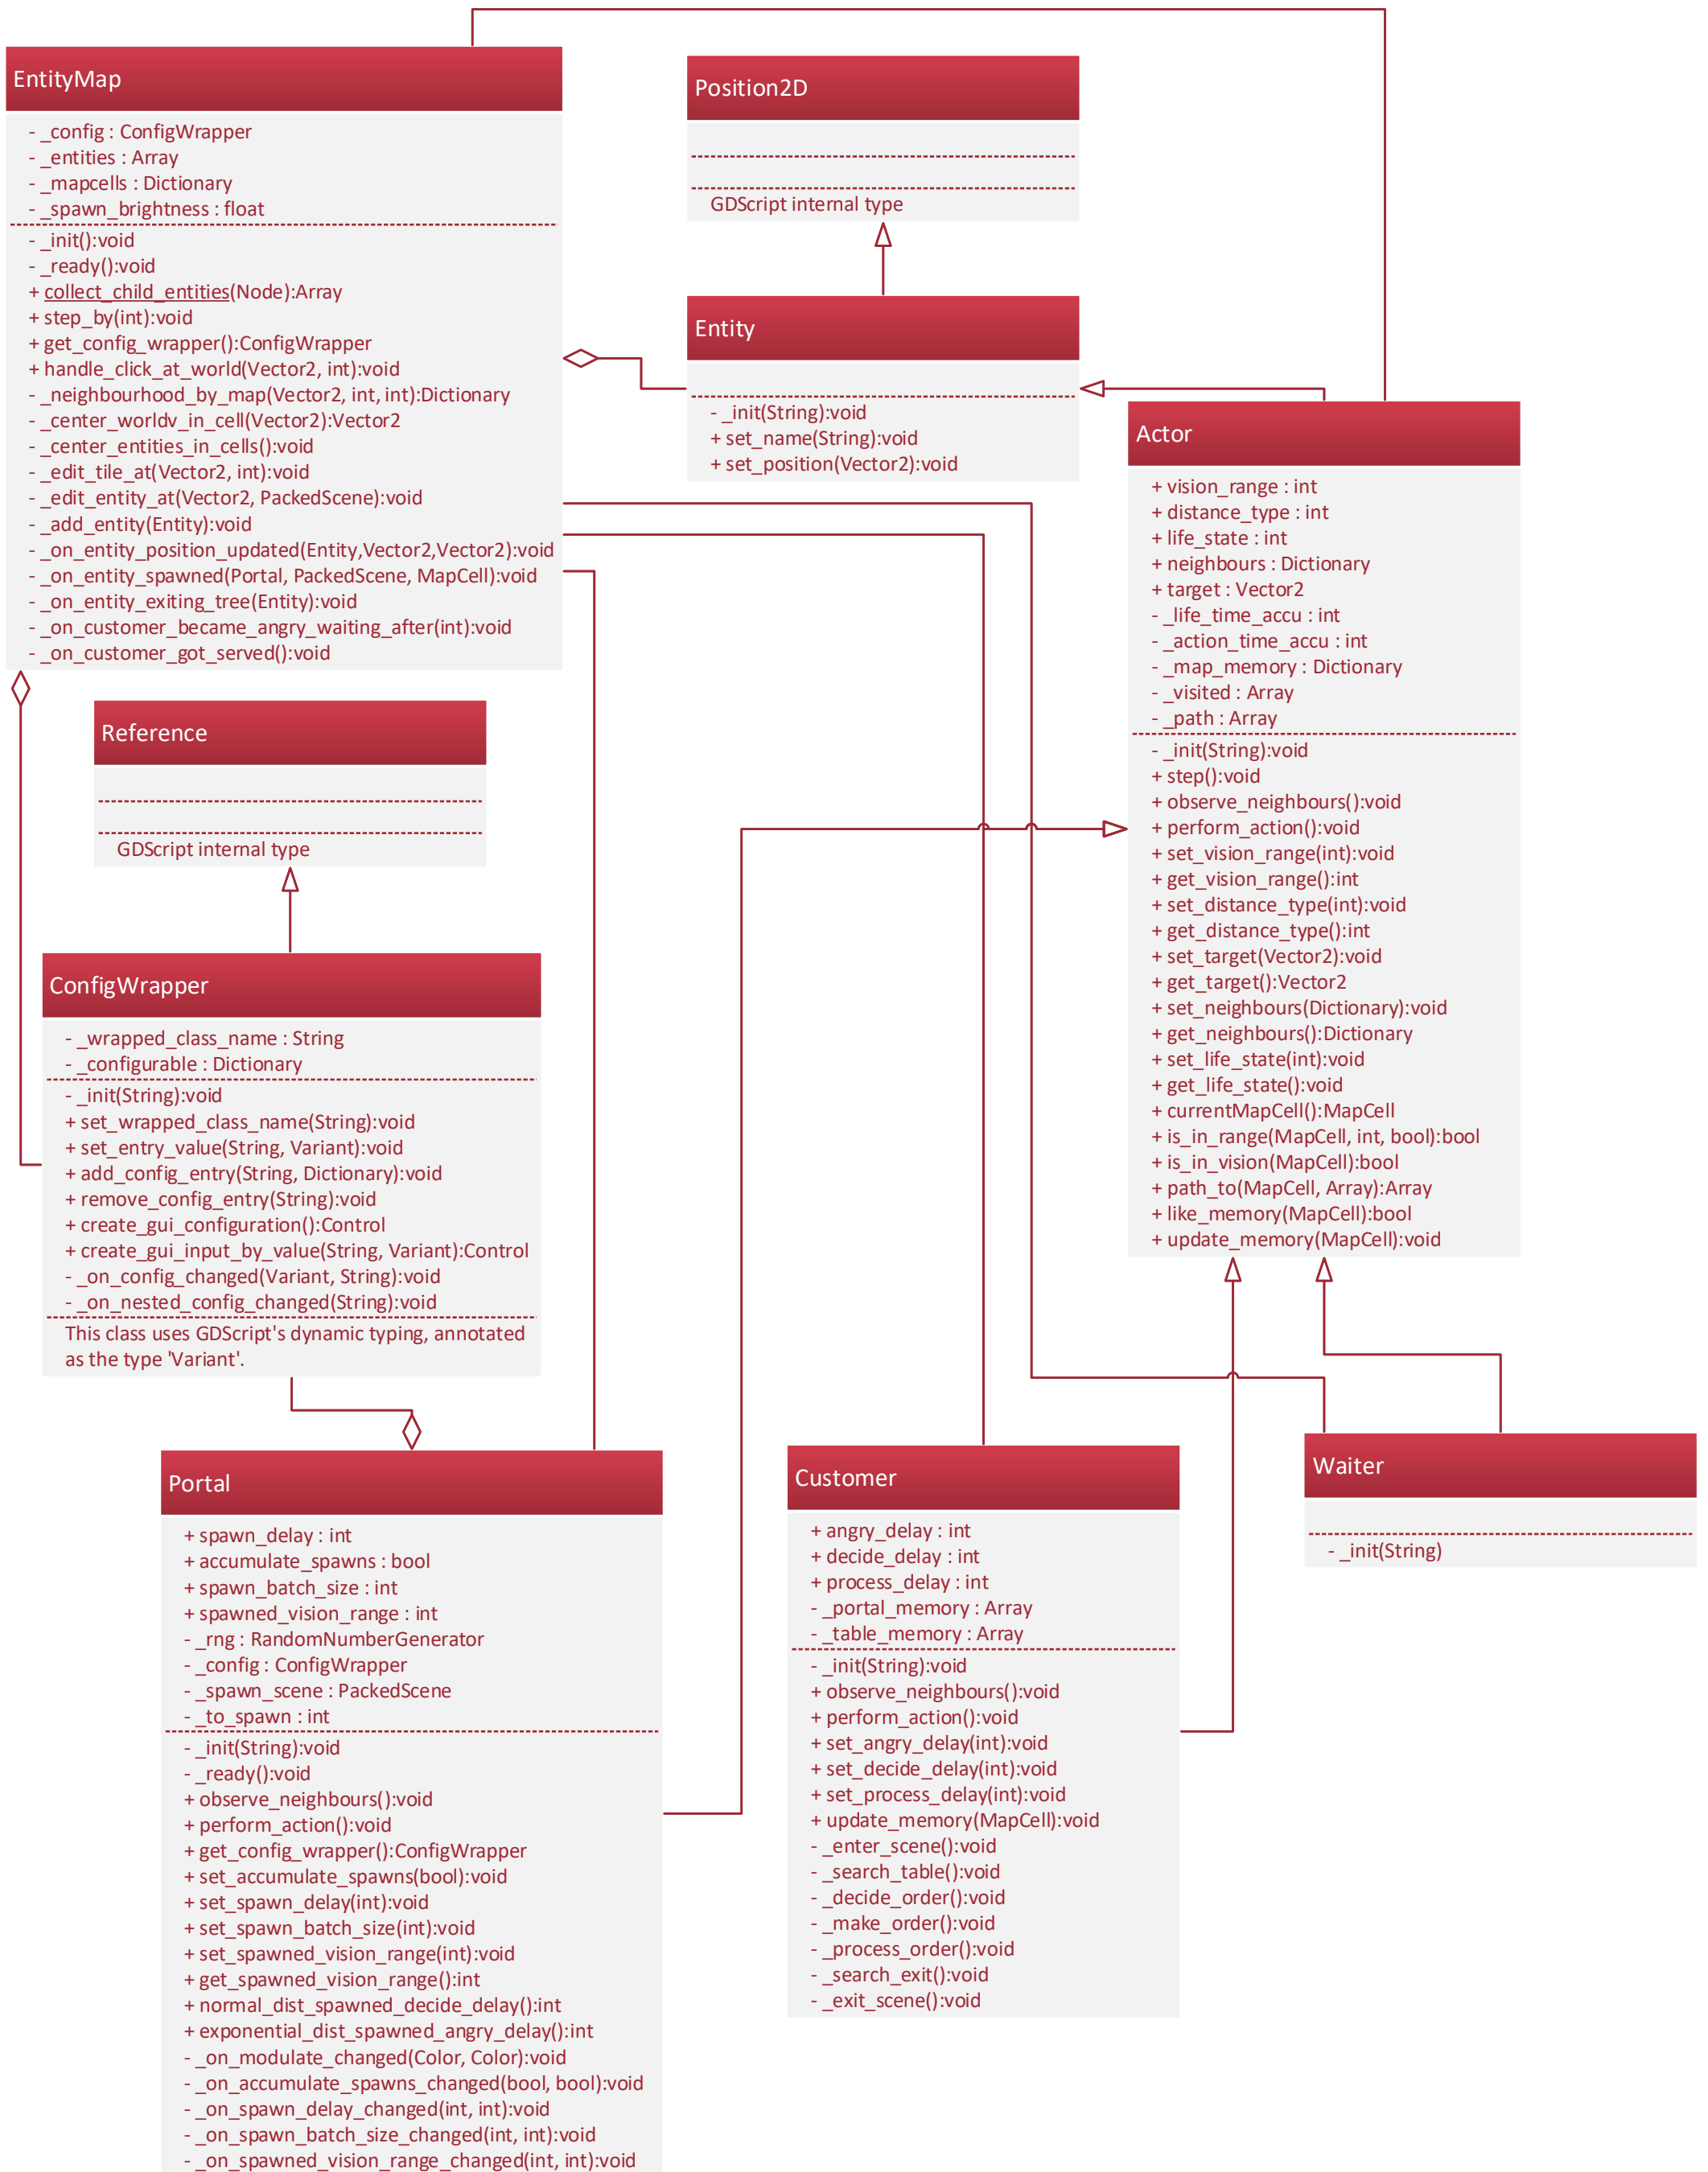 EntityMap
- _config : ConfigWrapper
- _entities : Array
- _mapcells : Dictionary
- _spawn_brightness : float
- _init():void
- _ready():void
+ collect_child_entities(Node):Array
+ step_by(int):void
+ get_config_wrapper():ConfigWrapper
+ handle_click_at_world(Vector2, int):void
- _neighbourhood_by_map(Vector2, int, int):Dictionary
- _center_worldv_in_cell(Vector2):Vector2
- _center_entities_in_cells():void
- _edit_tile_at(Vector2, int):void
- _edit_entity_at(Vector2, PackedScene):void
- _add_entity(Entity):void
- _on_entity_position_updated(Entity,Vector2,Vector2):void
- _on_entity_spawned(Portal, PackedScene, MapCell):void
- _on_entity_exiting_tree(Entity):void
- _on_customer_became_angry_waiting_after(int):void
- _on_customer_got_served():void
Position2D
GDScript internal type
Entity
- _init(String):void
+ set_name(String):void
+ set_position(Vector2):void
Actor
+ vision_range : int
+ distance_type : int
+ life_state : int
+ neighbours : Dictionary
+ target : Vector2
- _life_time_accu : int
- _action_time_accu : int
- _map_memory : Dictionary
- _visited : Array
- _path : Array
- _init(String):void
+ step():void
+ observe_neighbours():void
+ perform_action():void
+ set_vision_range(int):void
+ get_vision_range():int
+ set_distance_type(int):void
+ get_distance_type():int
+ set_target(Vector2):void
+ get_target():Vector2
+ set_neighbours(Dictionary):void
+ get_neighbours():Dictionary
+ set_life_state(int):void
+ get_life_state():void
+ currentMapCell():MapCell
+ is_in_range(MapCell, int, bool):bool
+ is_in_vision(MapCell):bool
+ path_to(MapCell, Array):Array
+ like_memory(MapCell):bool
+ update_memory(MapCell):void
Reference
GDScript internal type
ConfigWrapper
- _wrapped_class_name : String
- _configurable : Dictionary
- _init(String):void
+ set_wrapped_class_name(String):void
+ set_entry_value(String, Variant):void
+ add_config_entry(String, Dictionary):void
+ remove_config_entry(String):void
+ create_gui_configuration():Control
+ create_gui_input_by_value(String, Variant):Control
- _on_config_changed(Variant, String):void
- _on_nested_config_changed(String):void
This class uses GDScript's dynamic typing, annotated
as the type 'Variant'.
Portal
+ spawn_delay : int
+ accumulate_spawns : bool
+ spawn_batch_size : int
+ spawned_vision_range : int
- _rng : RandomNumberGenerator
- _config : ConfigWrapper
- _spawn_scene : PackedScene
- _to_spawn : int
- _init(String):void
- _ready():void
+ observe_neighbours():void
+ perform_action():void
+ get_config_wrapper():ConfigWrapper
+ set_accumulate_spawns(bool):void
+ set_spawn_delay(int):void
+ set_spawn_batch_size(int):void
+ set_spawned_vision_range(int):void
+ get_spawned_vision_range():int
+ normal_dist_spawned_decide_delay():int
+ exponential_dist_spawned_angry_delay():int
- _on_modulate_changed(Color, Color):void
- _on_accumulate_spawns_changed(bool, bool):void
- _on_spawn_delay_changed(int, int):void
- _on_spawn_batch_size_changed(int, int):void
- _on_spawned_vision_range_changed(int, int):void
Customer
+ angry_delay : int
+ decide_delay : int
+ process_delay : int
- _portal_memory : Array
- _table_memory : Array
- _init(String):void
+ observe_neighbours():void
+ perform_action():void
+ set_angry_delay(int):void
+ set_decide_delay(int):void
+ set_process_delay(int):void
+ update_memory(MapCell):void
- _enter_scene():void
- _search_table():void
- _decide_order():void
- _make_order():void
- _process_order():void
- _search_exit():void
- _exit_scene():void
Waiter
- _init(String)